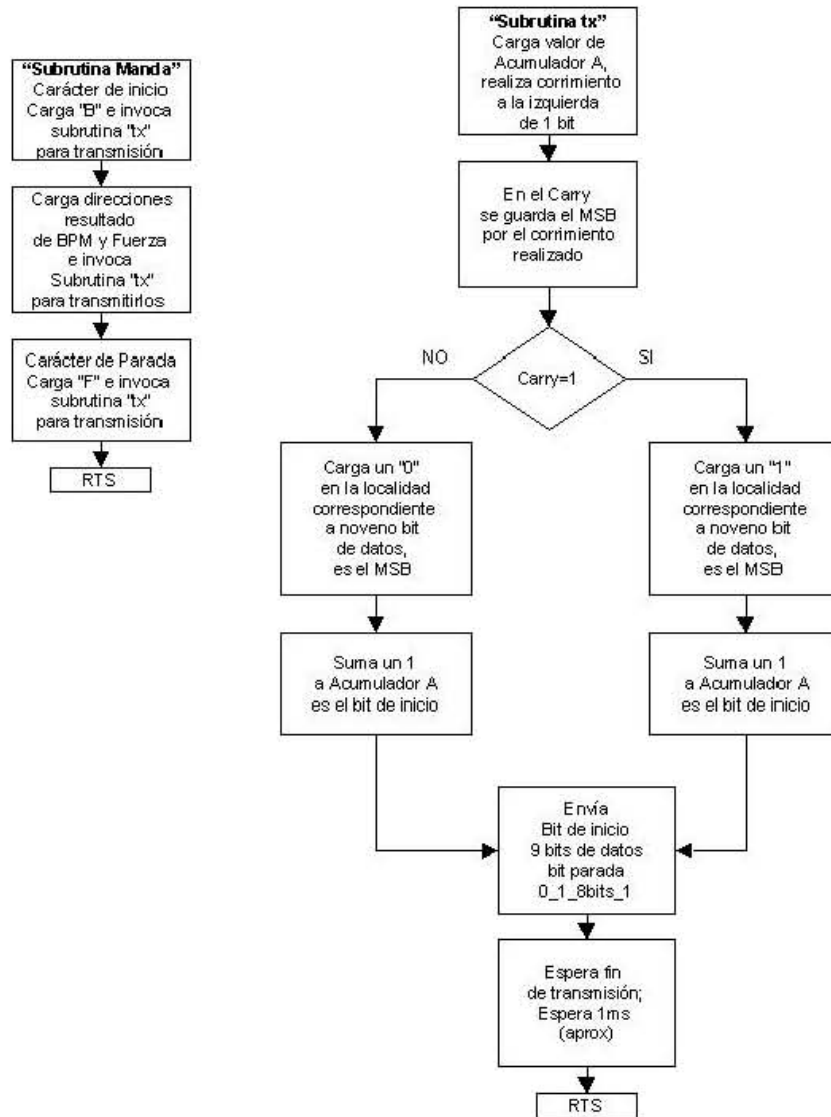 “Subrutina Manda”
Carácter de inicio
Carga "B" e invoca
subrutina "tx"
para transmisión
Carga direcciones
resultado
de BPM y Fuerza
e invoca
Subrutina "tx"
para transmitirlos
Carácter de Parada
Carga "F" e invoca
subrutina "tx"
para transmisión
RTS
“Subrutina tx”
Carga valor de
Acumulador A,
realiza corrimiento
a la izquierda
de 1 bit
En el Carry
se guarda el MSB
por el corrimiento
realizado
NO
Carry=1
SI
Carga un "0"
en la localidad
correspondiente
a noveno bit
de datos,
es el MSB
Carga un "1"
en la localidad
correspondiente
a noveno bit
de datos,
es el MSB
Suma un 1
a Acumulador A
es el bit de inicio
Suma un 1
a Acumulador A
es el bit de inicio
Envía
Bit de inicio
9 bits de datos
bit parada
0_1_8bits_1
Espera fin
de transmisión;
Espera 1ms
(aprox)
RTS